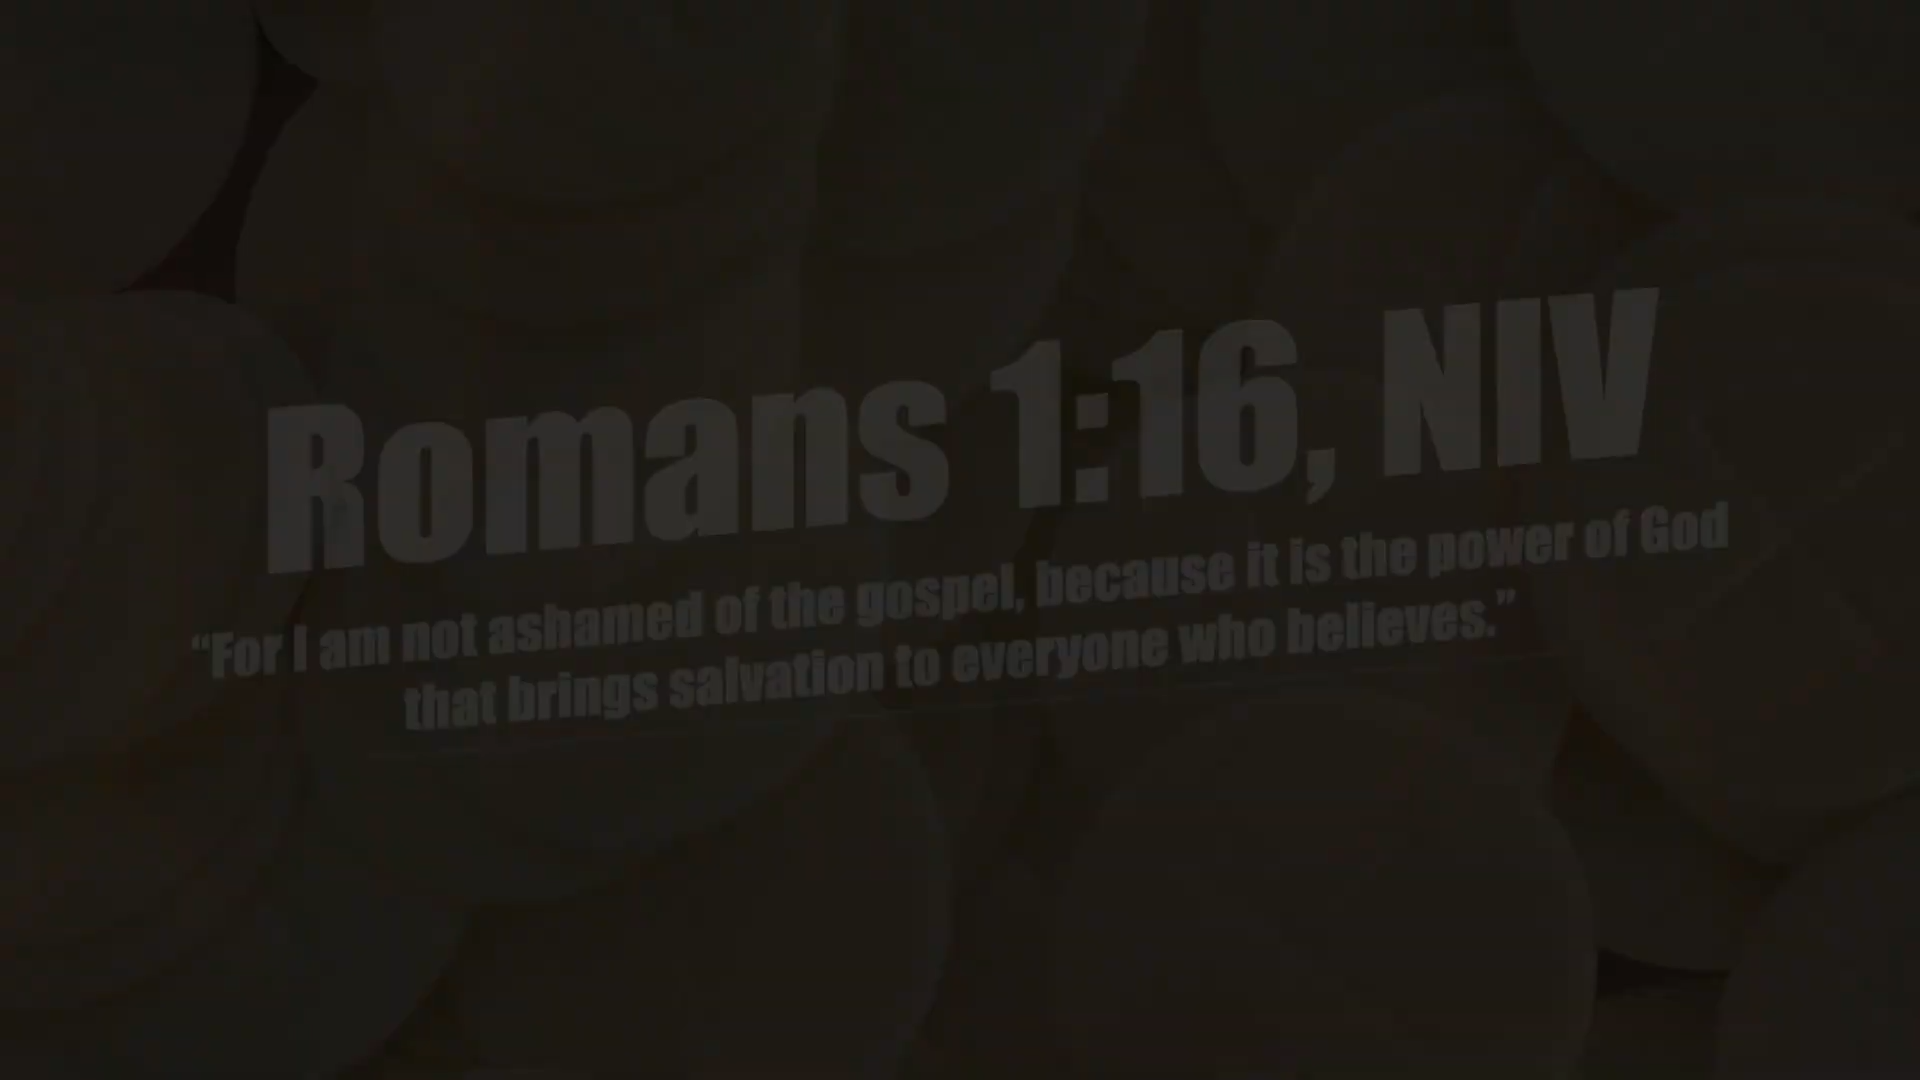 Romans 1:16, NIV
“For I am not ashamed of the gospel, because it is the power of God
that brings salvation to everyone who believes.”